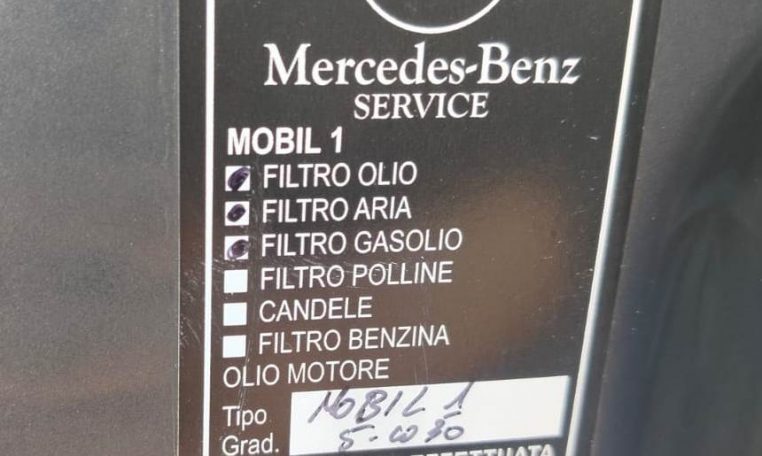 Mercedes-Benz
SERVICE
MOBIL 1
FILTRO OLIO
FILTRO ARIA
FILTRO GASOLIO
FILTRO POLLINE
CANDELE
FILTRO BENZINA
OLIO MOTORE
Tipo MOBIL 1
Grad. 5-W30
EFFETTUATA